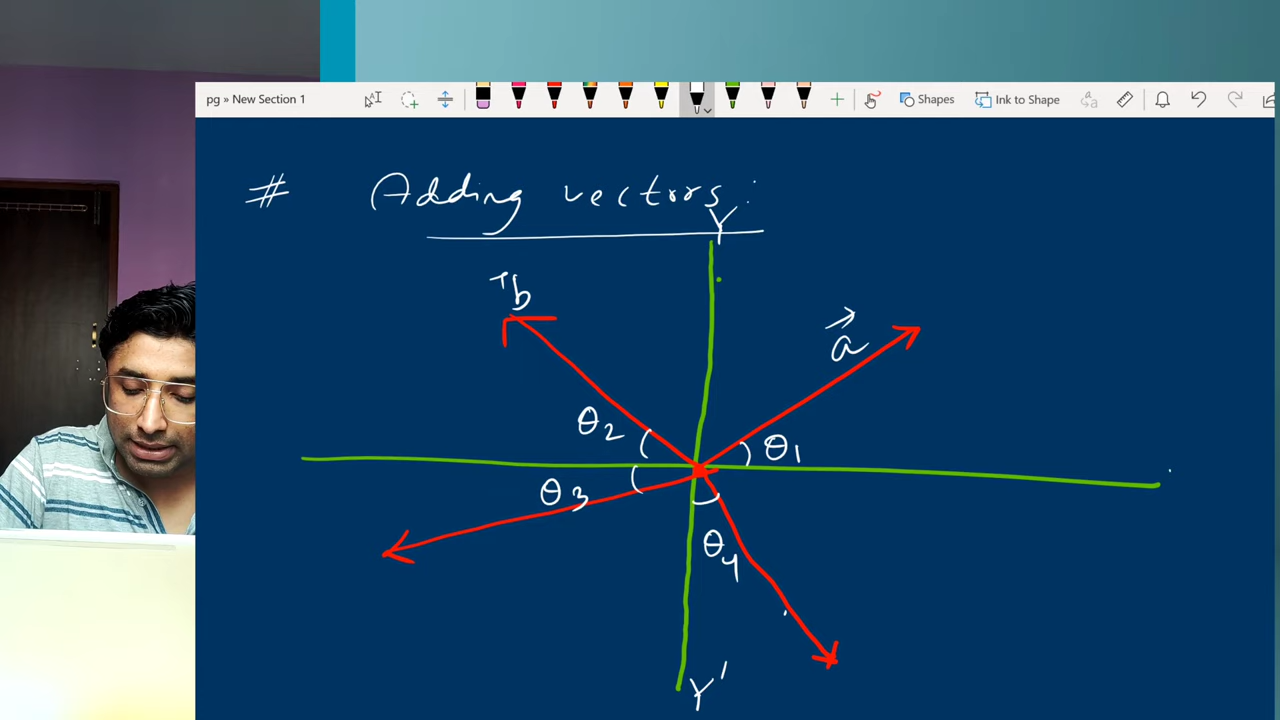 pg » New Section 1
Shapes
Ink to Shape
# Adding vectors:
Y
b
a
θ2
θ1
θ3
θ4
Y'